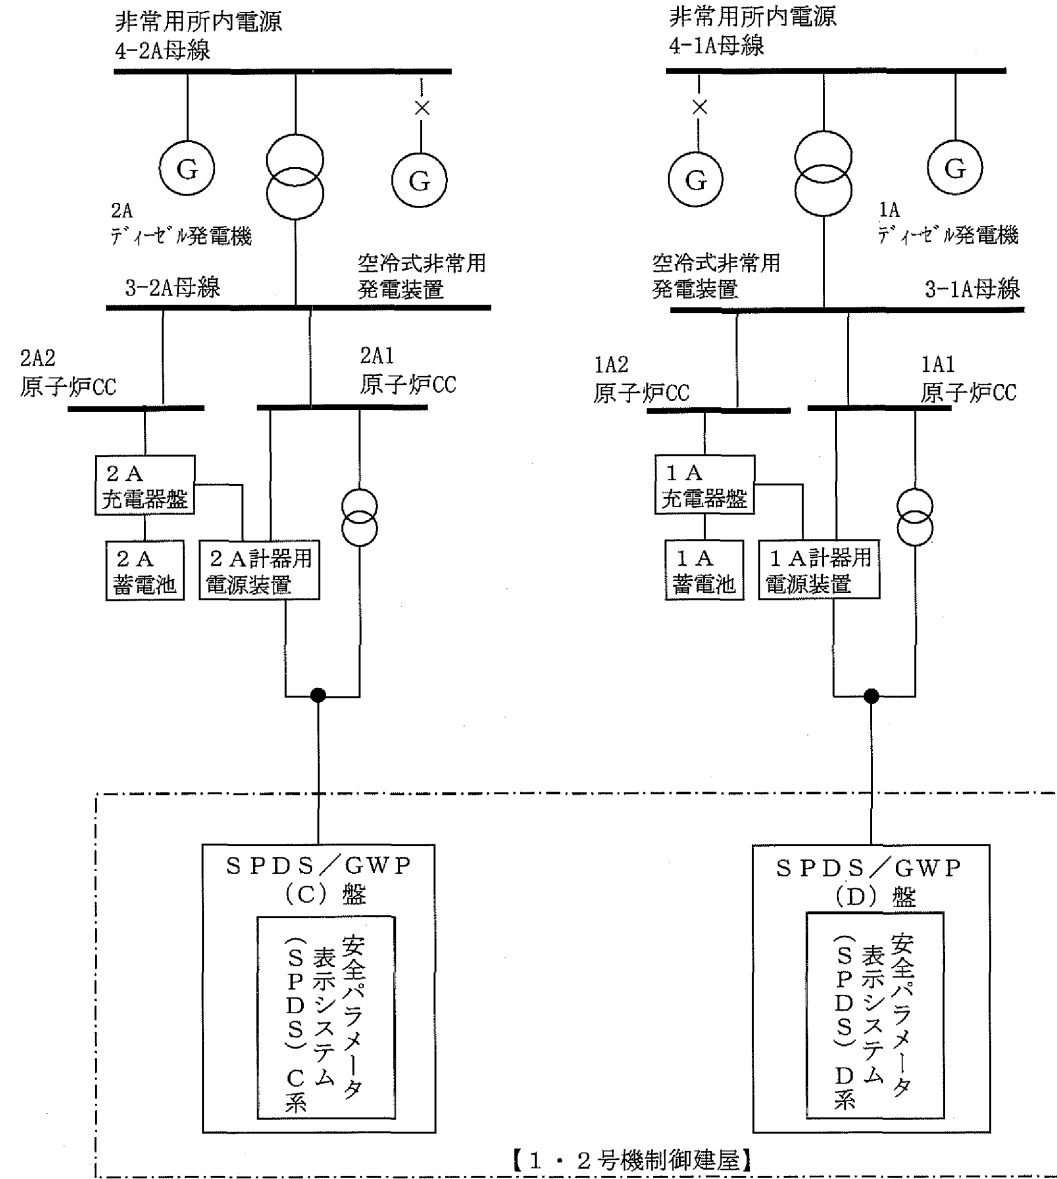 非常用所内電源
4-2A母線
×
G
G
2A
ディーゼル発電機
空冷式非常用
発電装置
3-2A母線
2A2
原子炉CC
2A1
原子炉CC
2A
充電器盤
2A
蓄電池
2A計器用
電源装置
非常用所内電源
4-1A母線
×
G
G
1A
ディーゼル発電機
空冷式非常用
発電装置
3-1A母線
1A2
原子炉CC
1A1
原子炉CC
1A
充電器盤
1A
蓄電池
1A計器用
電源装置
SPDS/GWP
(C)盤
安全パラメータ
表示システム
(SPDS)C系
SPDS/GWP
(D)盤
安全パラメータ
表示システム
(SPDS)D系
【1・2号機制御建屋】